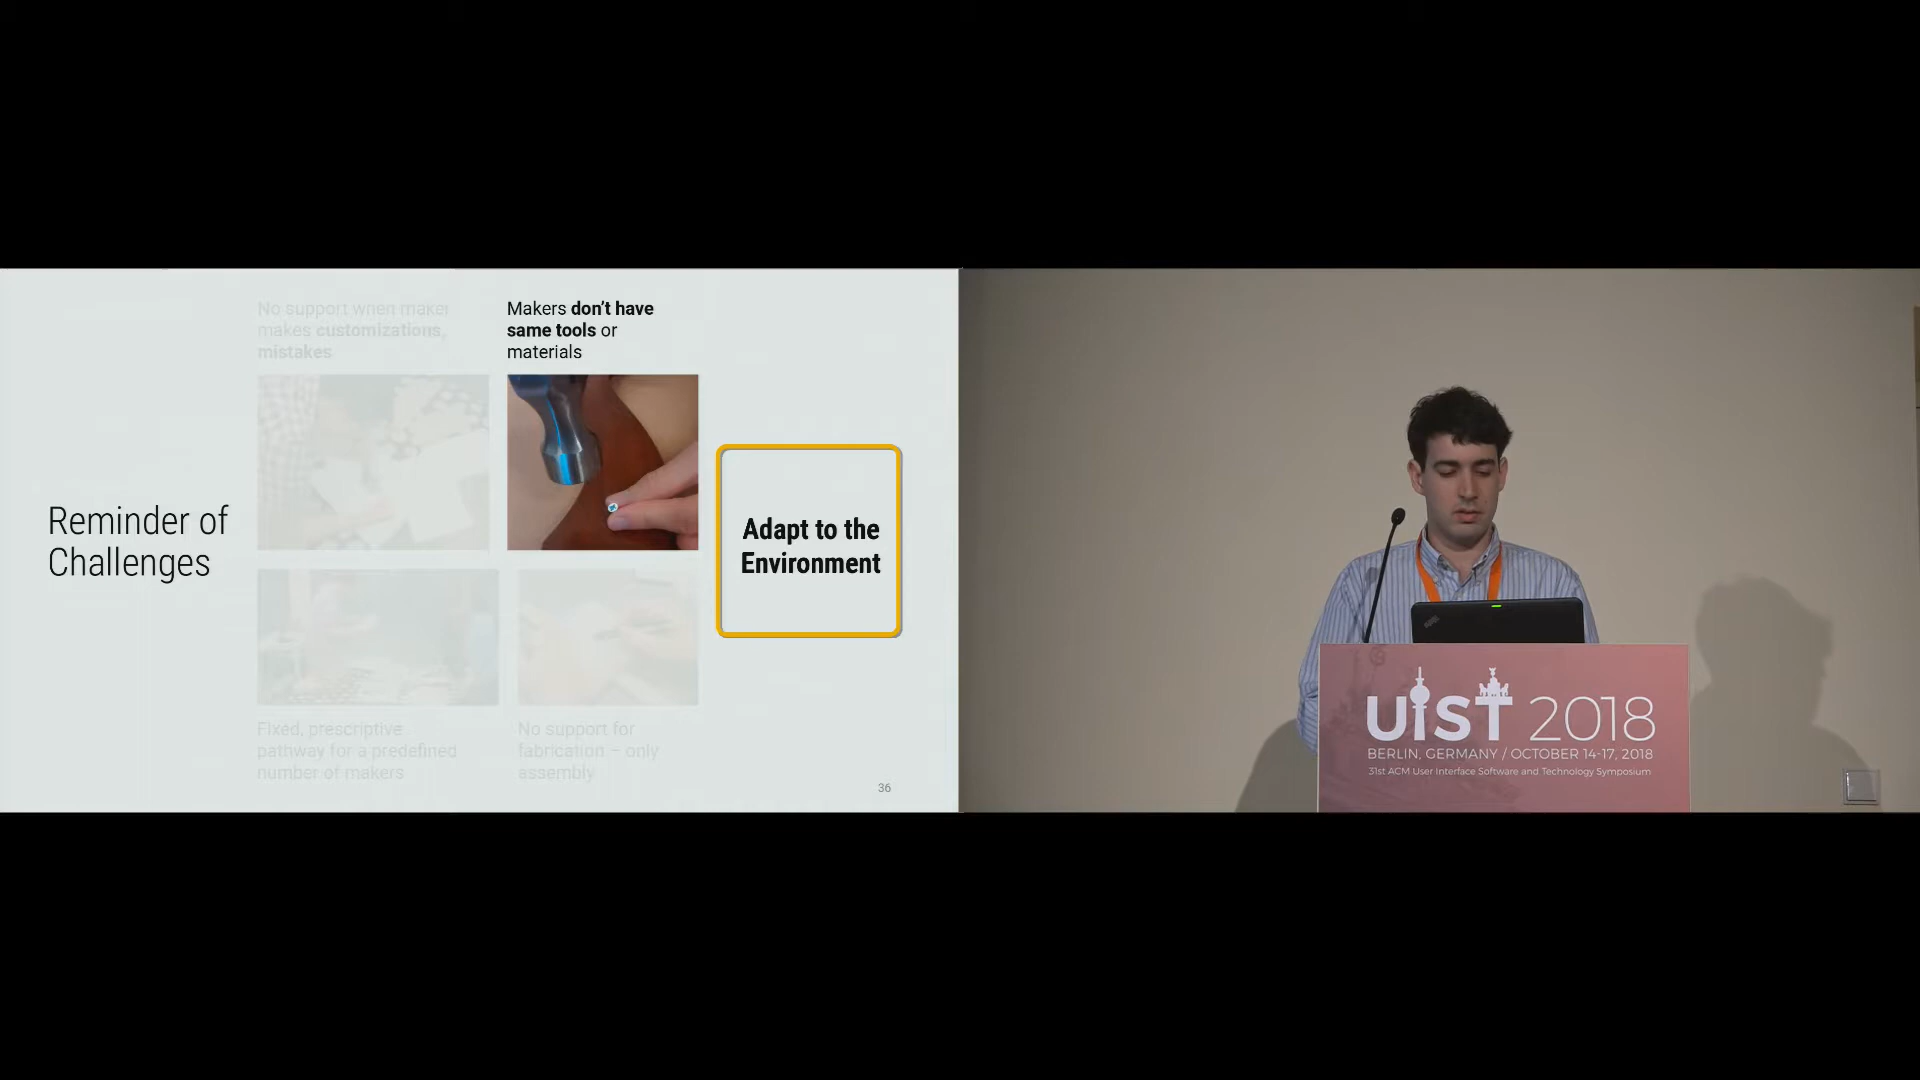 Reminder of
Challenges
No support when maker
makes customizations,
mistakes
Makers don't have
same tools or
materials
Adapt to the
Environment
Fixed, prescriptive
pathway for a predefined
number of makers
No support for
fabrication – only
assembly
36
UIST 2018
BERLIN, GERMANY / OCTOBER 14-17, 2018
31st ACM User Interface Software and Technology Symposium